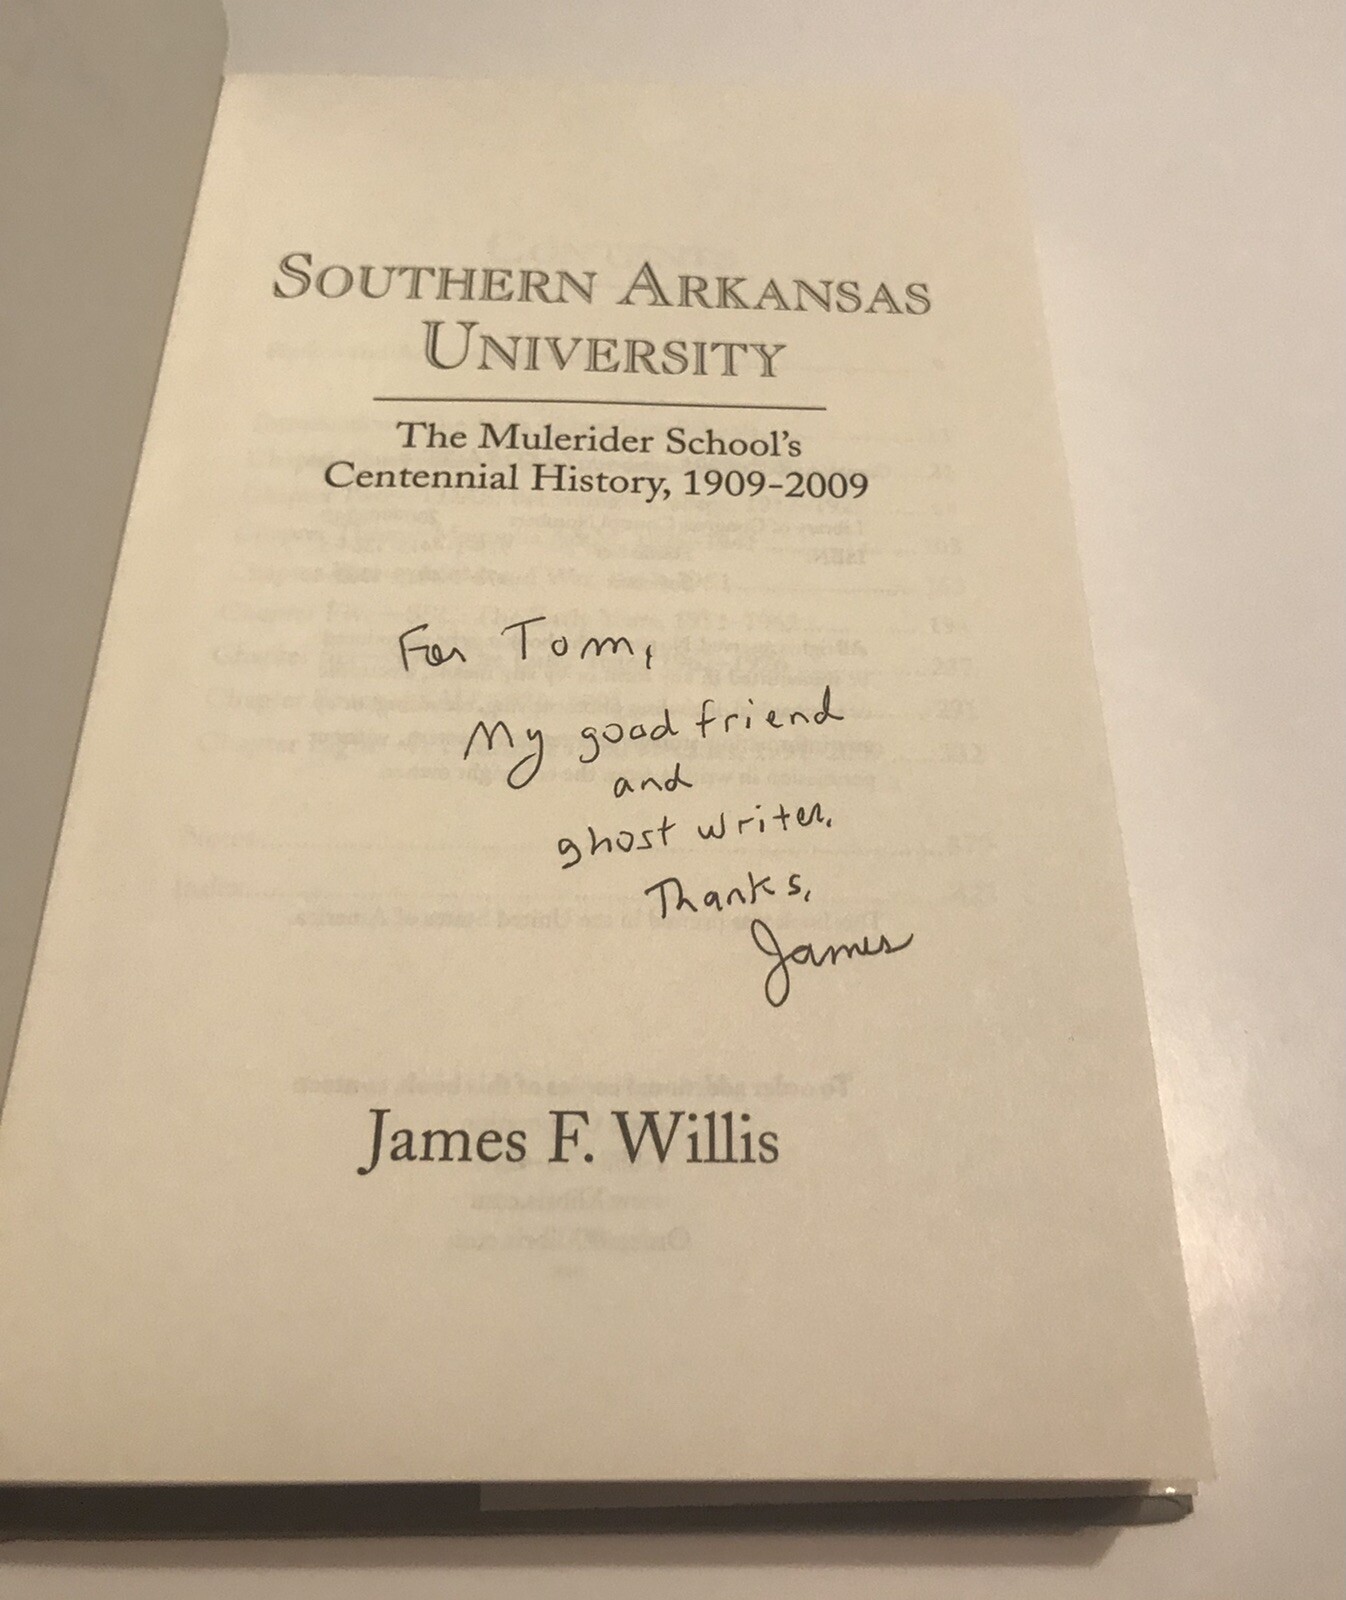 SOUTHERN ARKANSAS
UNIVERSITY
The Mulerider School's
Centennial History, 1909-2009
For Tom,
My good friend
and
ghost writer.
Thanks,
James
James F. Willis